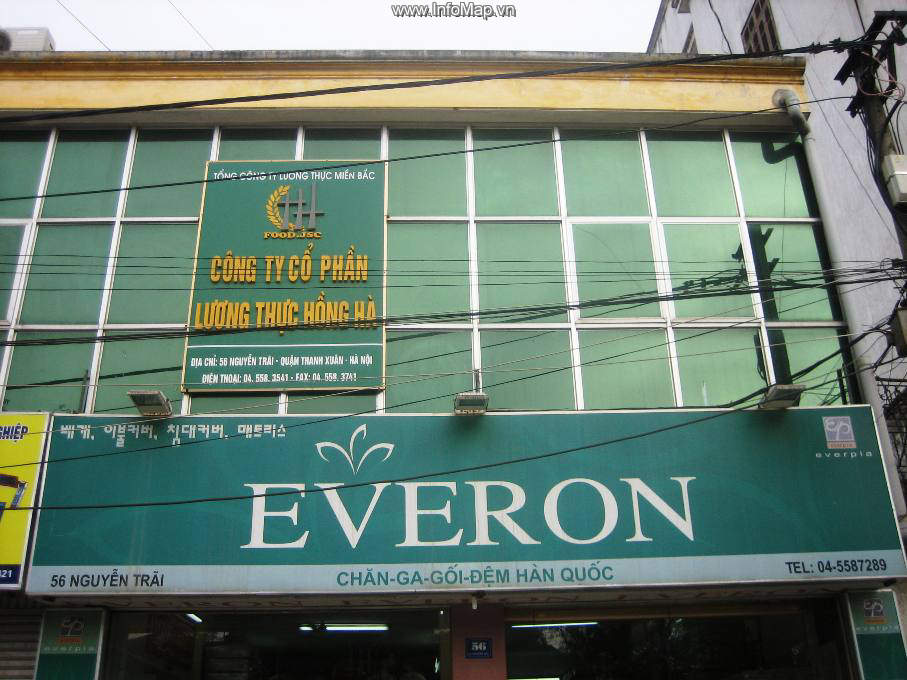 www.InfoMap.vn
TỔNG CÔNG TY LƯƠNG THỰC MIỀN BẮC
HH
FOOD.,JSC
CÔNG TY CỔ PHẦN
LƯƠNG THỰC HỒNG HÀ
ĐỊA CHỈ: 56 NGUYỄN TRÃI - QUẬN THANH XUÂN - HÀ NỘI
ĐIỆN THOẠI: 04. 558. 3541 - FAX: 04. 558. 3741
베개, 이불커버, 침대커버, 매트리스
everpia
EVERON
56 NGUYỄN TRÃI
CHĂN-GA-GỐI-ĐỆM HÀN QUỐC
TEL: 04-5587289
everpia
56